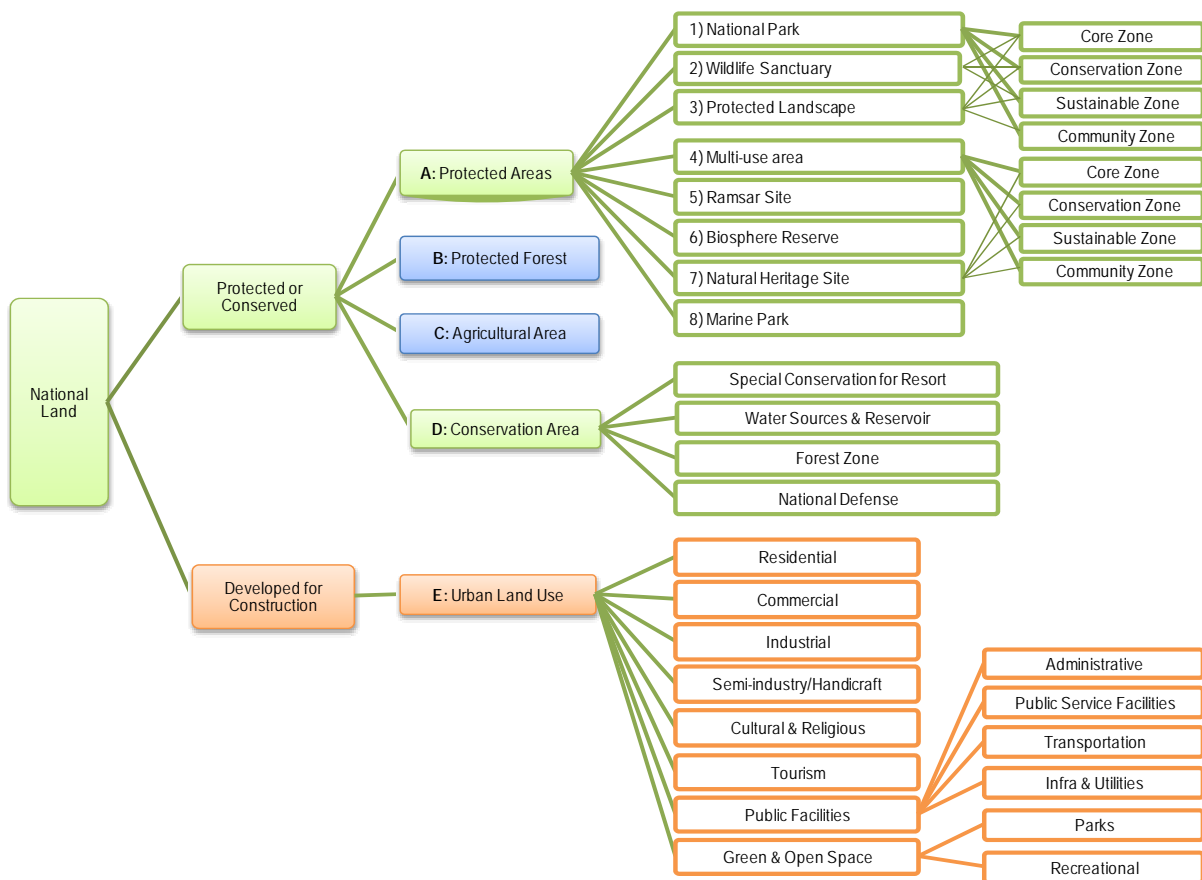 National
Land
Protected or
Conserved
Developed for
Construction
A: Protected Areas
B: Protected Forest
C: Agricultural Area
D: Conservation Area
E: Urban Land Use
1) National Park
2) Wildlife Sanctuary
3) Protected Landscape
4) Multi-use area
5) Ramsar Site
6) Biosphere Reserve
7) Natural Heritage Site
8) Marine Park
Core Zone
Conservation Zone
Sustainable Zone
Community Zone
Core Zone
Conservation Zone
Sustainable Zone
Community Zone
Special Conservation for Resort
Water Sources & Reservoir
Forest Zone
National Defense
Residential
Commercial
Industrial
Semi-industry/Handicraft
Cultural & Religious
Tourism
Public Facilities
Green & Open Space
Administrative
Public Service Facilities
Transportation
Infra & Utilities
Parks
Recreational